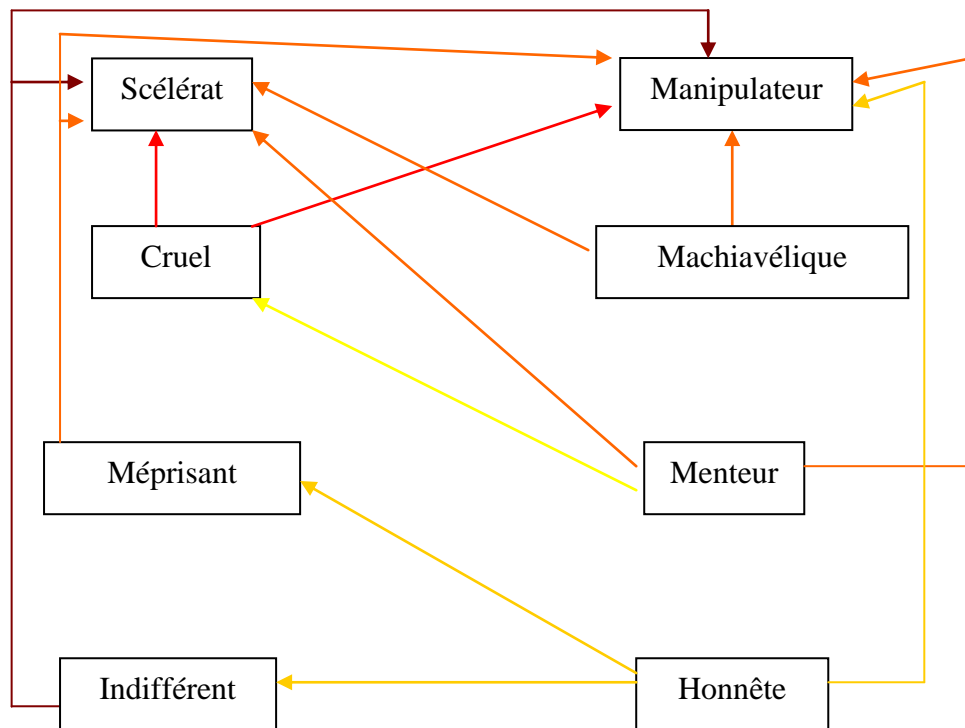 Scélérat
Manipulateur
Cruel
Machiavélique
Méprisant
Menteur
Indifférent
Honnête